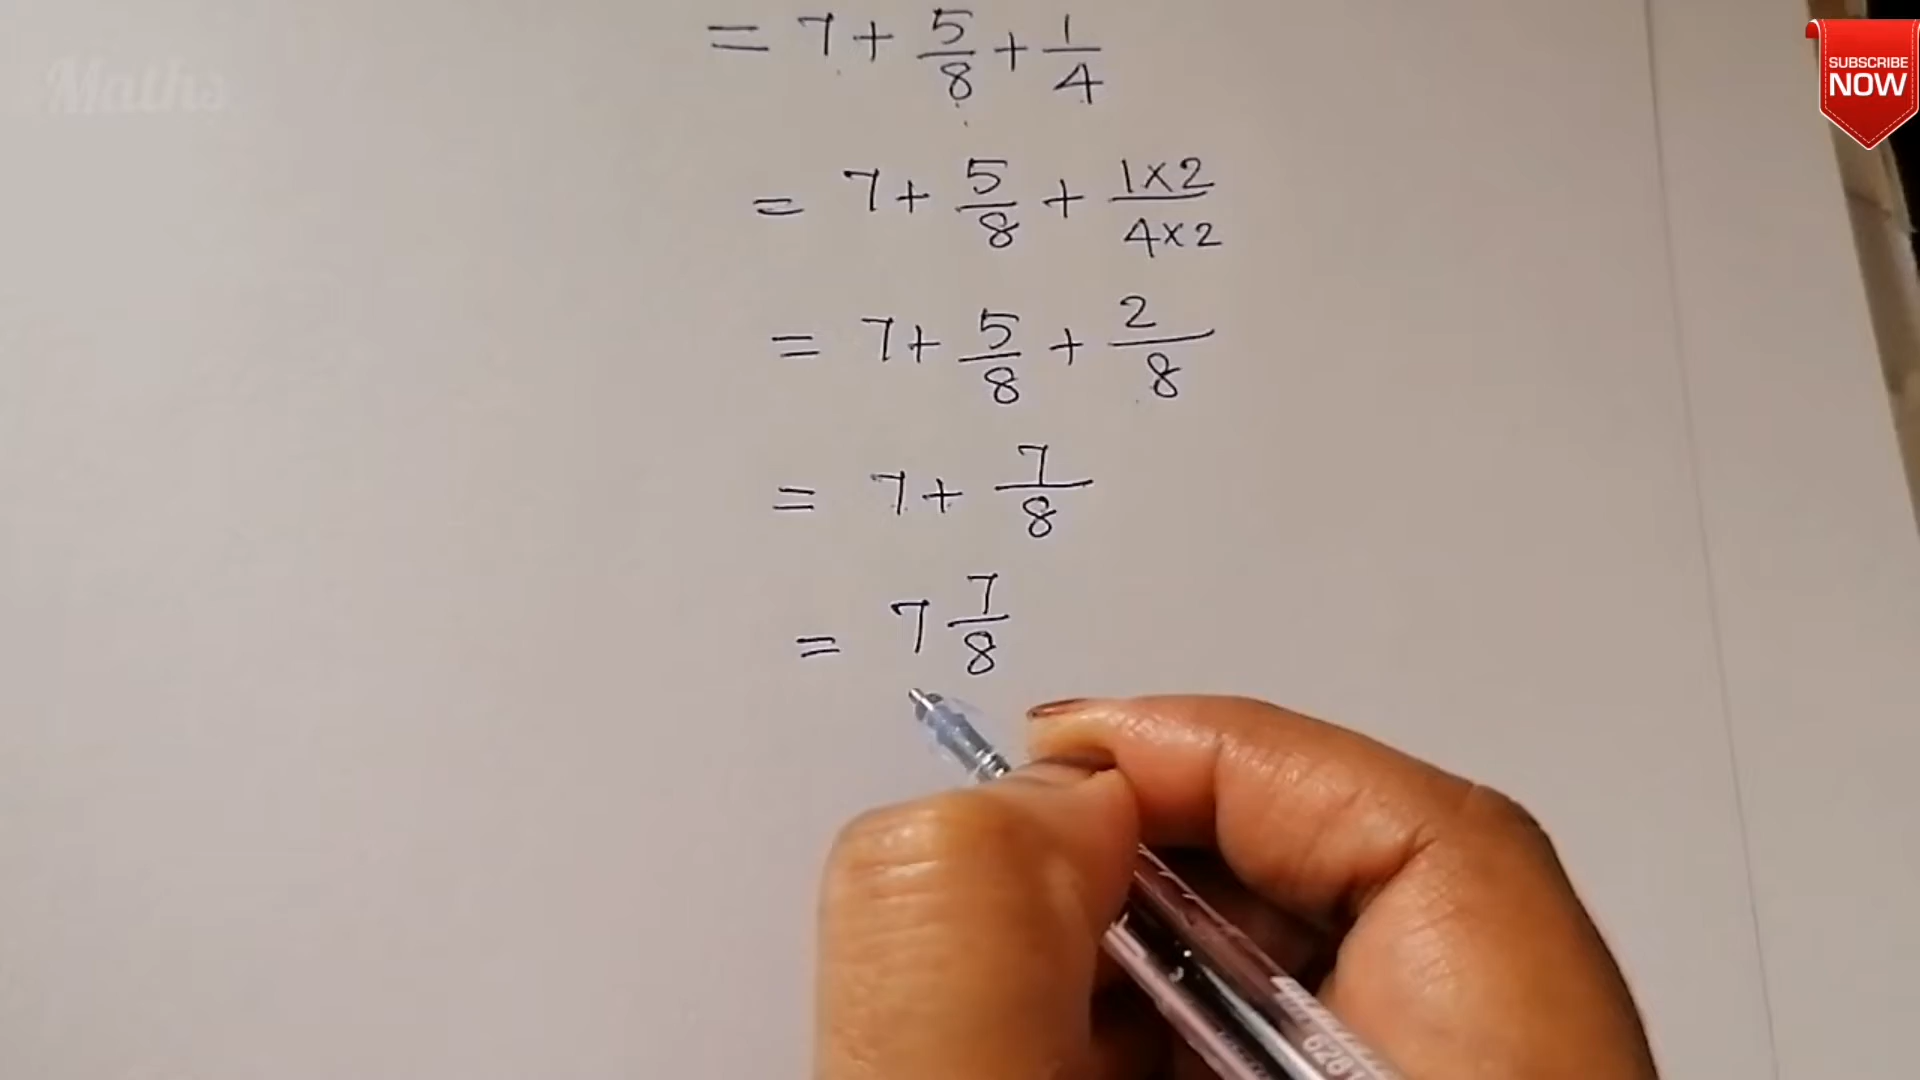 = 7 + 5/8 + 1/4
Maths
SUBSCRIBE
NOW
= 7 + 5/8 + 1×2/4×2
= 7 + 5/8 + 2/8
= 7 + 7/8
= 7 7/8